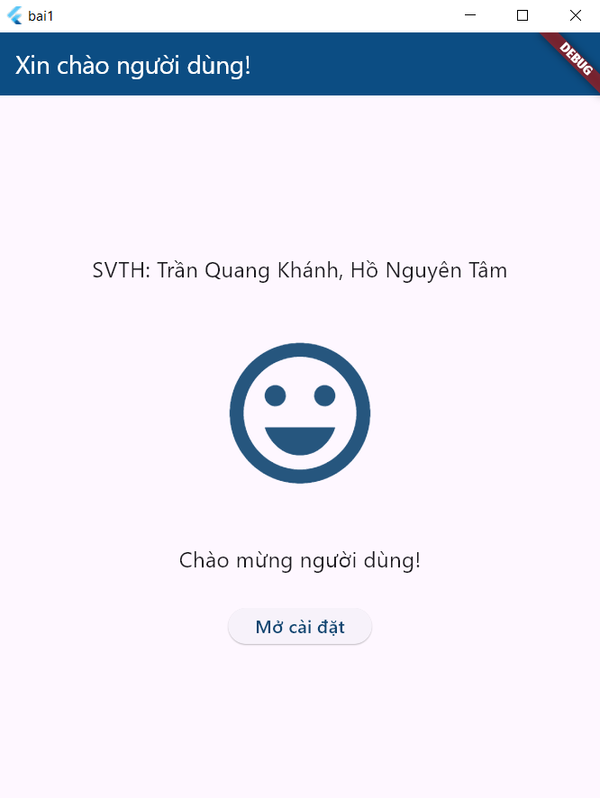 bai1
Xin chào người dùng!
DEBUG
SVTH: Trần Quang Khánh, Hồ Nguyên Tâm
Chào mừng người dùng!
Mở cài đặt